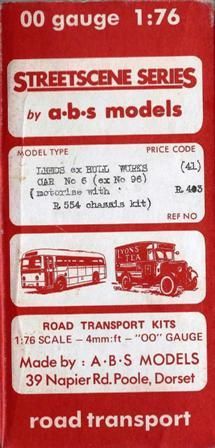 00 gauge 1:76
STREETSCENE SERIES
by a·b·s models
MODEL TYPE PRICE CODE
LEEDS ex HULL WORKS (41)
CAR No 6 (ex No 96)
(motorise with R 403
R 554 chassis kit)
REF NO
LYONS'
TEA
ROAD TRANSPORT KITS
1:76 SCALE – 4mm:ft – "OO" GAUGE
Made by : A·B·S MODELS
39 Napier Rd. Poole, Dorset
road transport